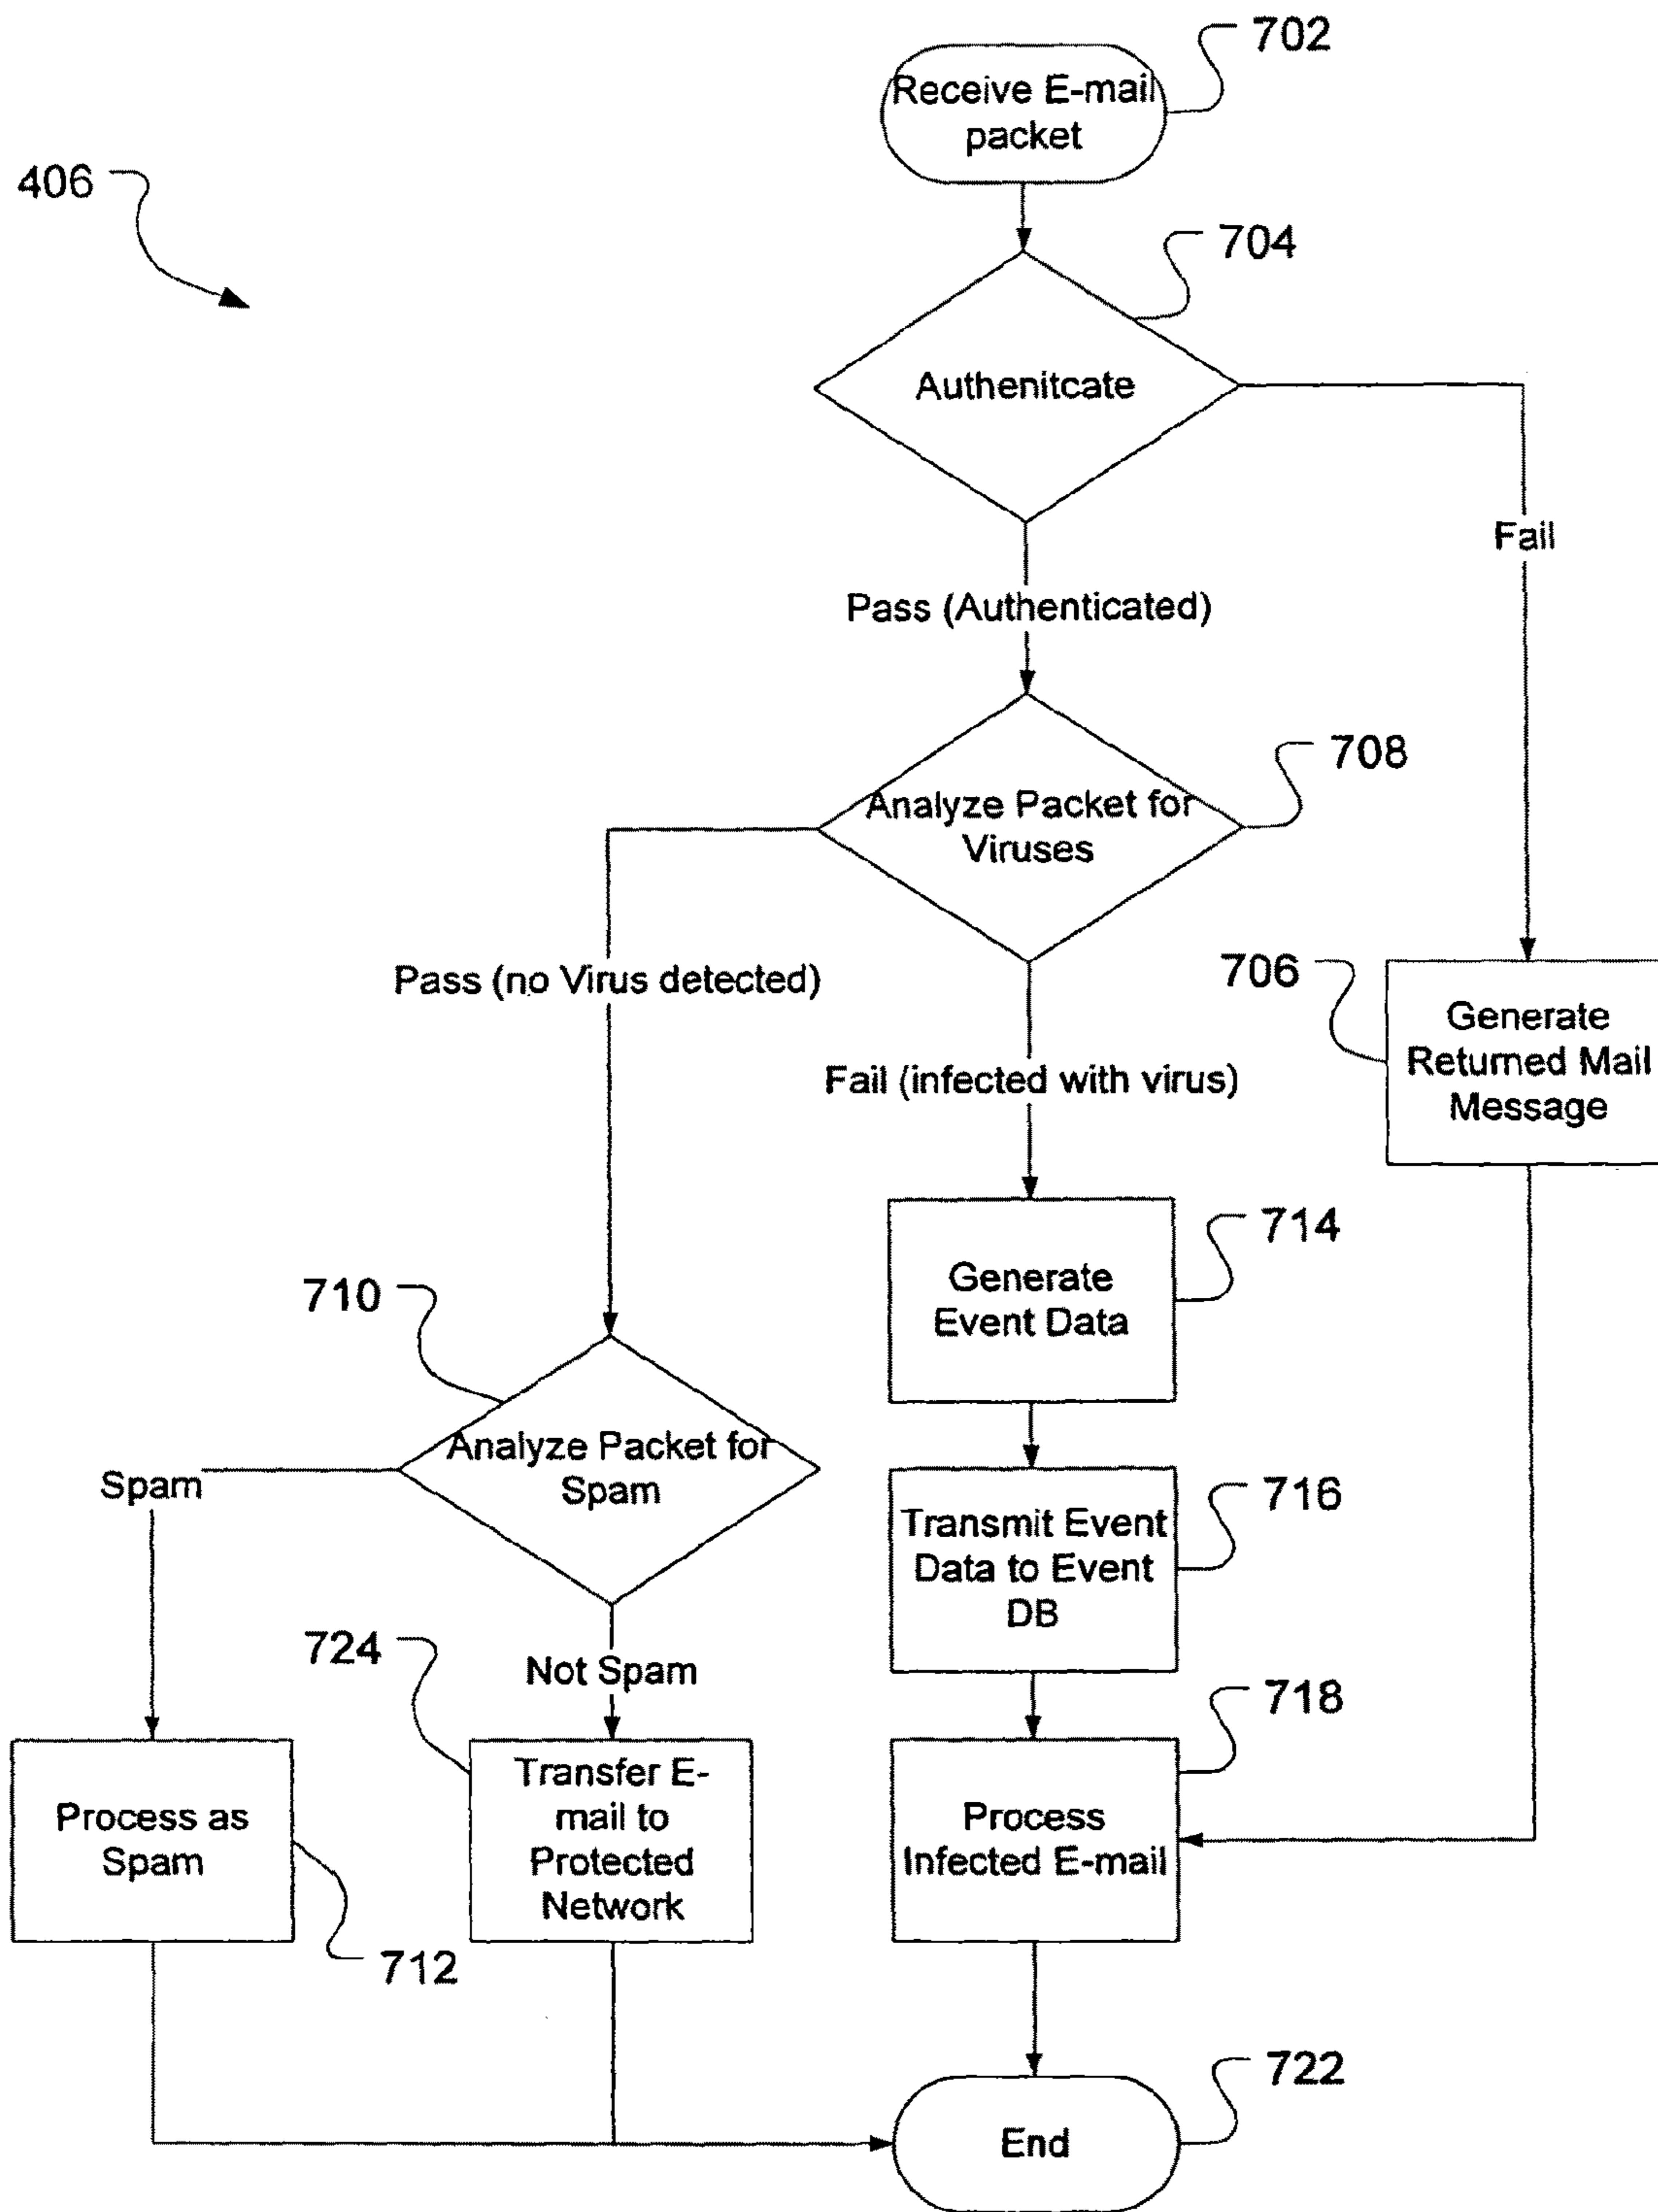 702
Receive E-mail
packet
406
704
Authenitcate
Fail
Pass (Authenticated)
708
Analyze Packet for
Viruses
Pass (no Virus detected)
706
Generate
Returned Mail
Message
Fail (infected with virus)
714
Generate
Event Data
710
Analyze Packet for
Spam
Spam
716
Transmit Event
Data to Event
DB
724
Not Spam
718
Process as
Spam
Transfer E-
mail to
Protected
Network
Process
Infected E-mail
712
722
End